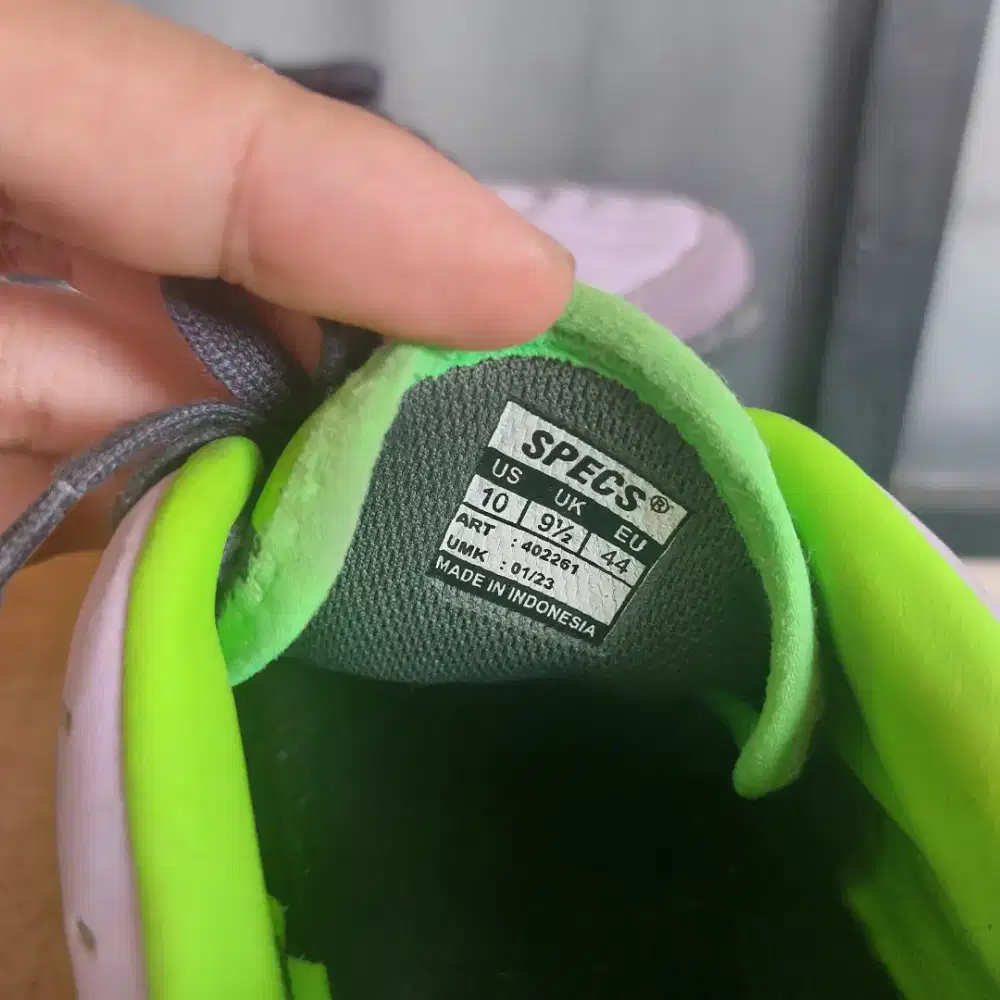 SPECS®
US UK EU
10 9½ 44
ART : 402261
UMK : 01/23
MADE IN INDONESIA